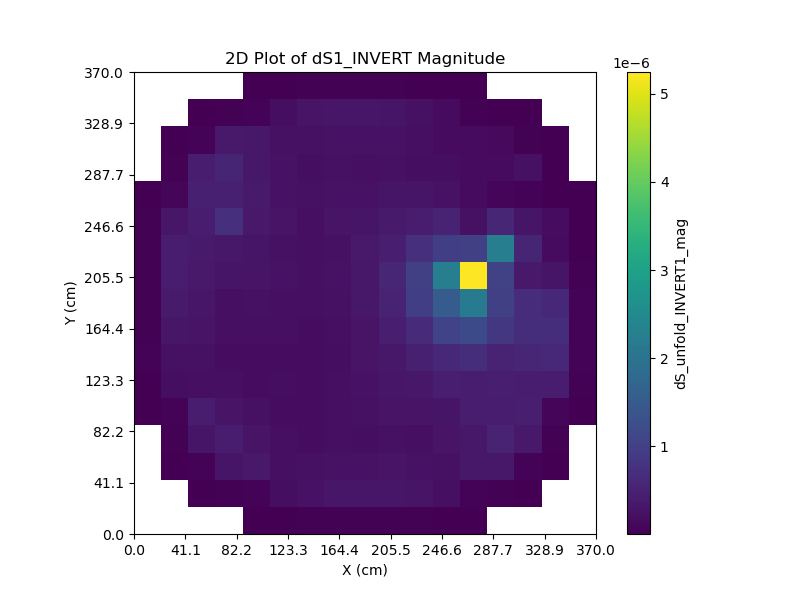 2D Plot of dS1_INVERT Magnitude
1e−6
370.0
328.9
287.7
246.6
205.5
164.4
123.3
82.2
41.1
0.0
Y (cm)
0.0 41.1 82.2 123.3 164.4 205.5 246.6 287.7 328.9 370.0
X (cm)
5
4
3
2
1
dS_unfold_INVERT1_mag